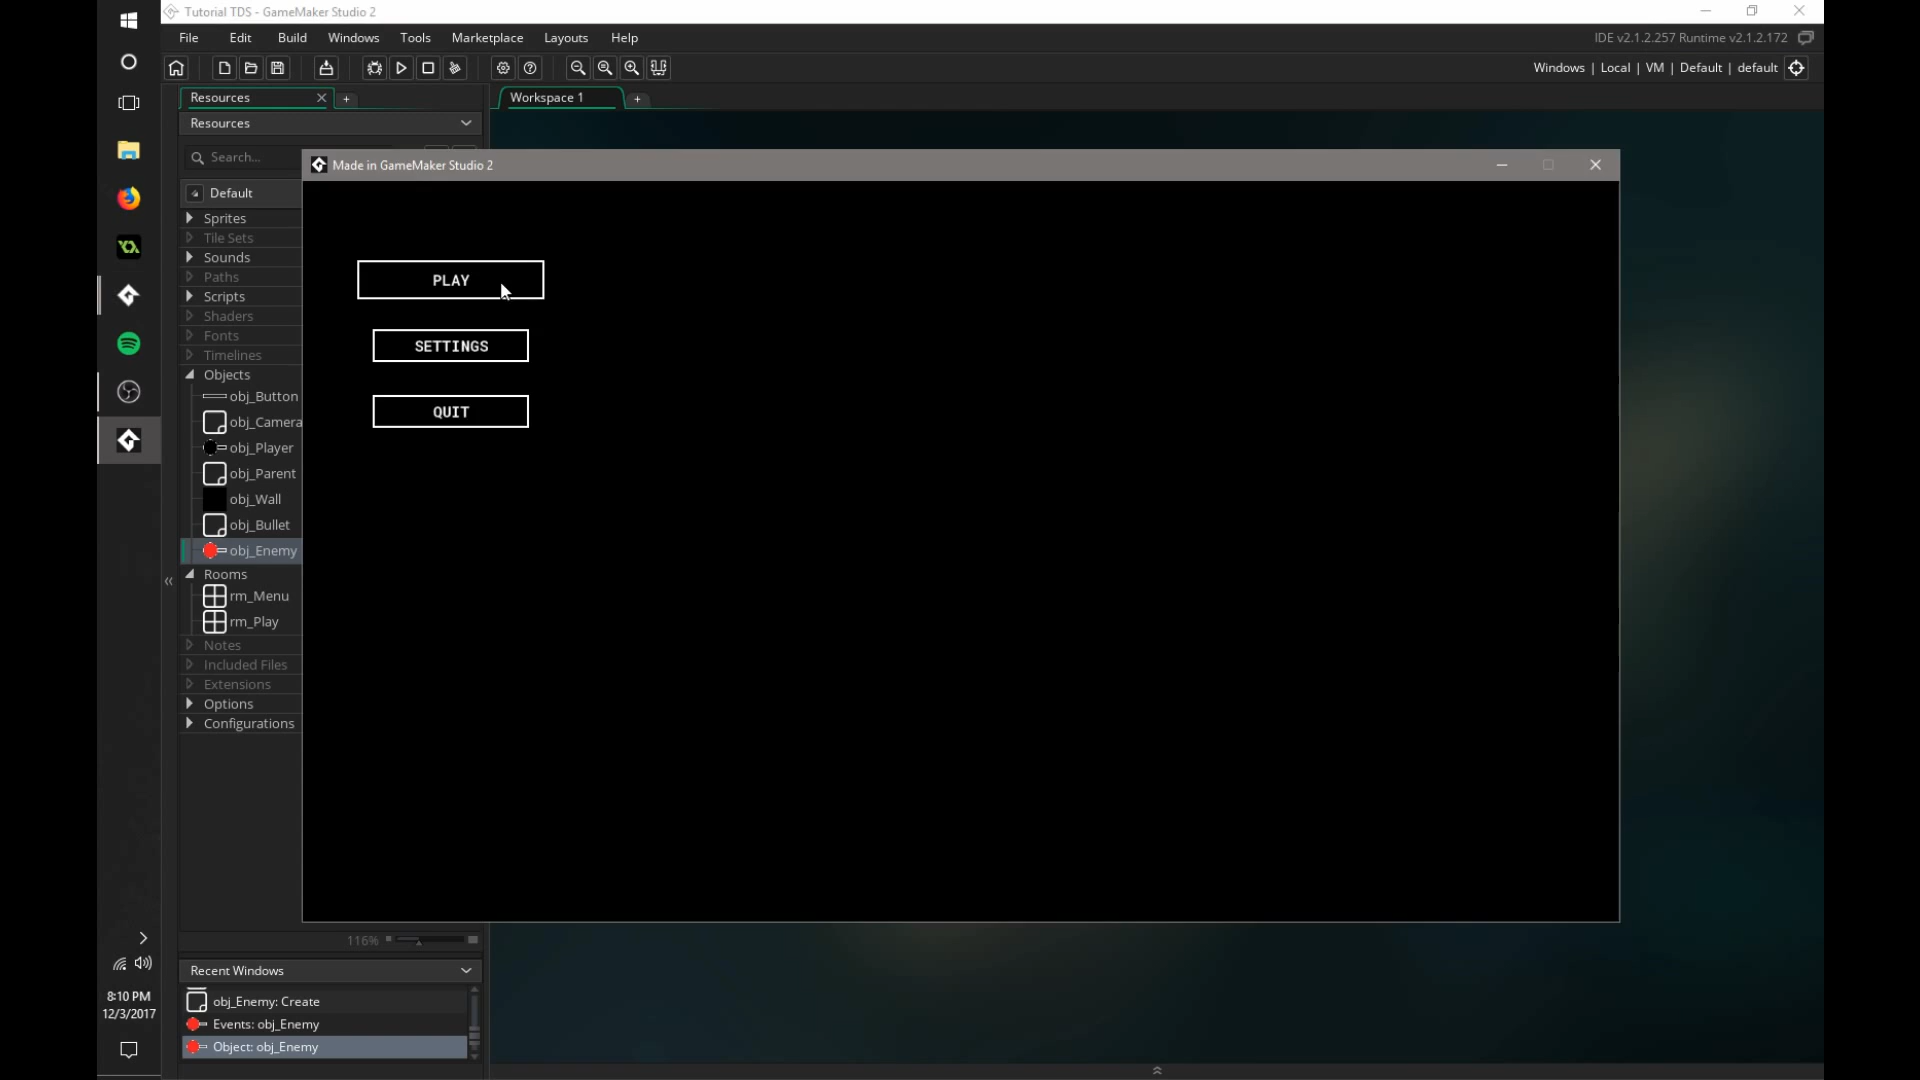 Tutorial TDS - GameMaker Studio 2
File Edit Build Windows Tools Marketplace Layouts Help
IDE v2.1.2.257 Runtime v2.1.2.172
Windows | Local | VM | Default | default
Resources
Workspace 1
Resources
Search...
Made in GameMaker Studio 2
Default
Sprites
Tile Sets
Sounds
Paths
Scripts
Shaders
Fonts
Timelines
Objects
obj_Button
obj_Camera
obj_Player
obj_Parent
obj_Wall
obj_Bullet
obj_Enemy
Rooms
rm_Menu
rm_Play
Notes
Included Files
Extensions
Options
Configurations
PLAY
SETTINGS
QUIT
116%
Recent Windows
obj_Enemy: Create
Events: obj_Enemy
Object: obj_Enemy
8:10 PM
12/3/2017